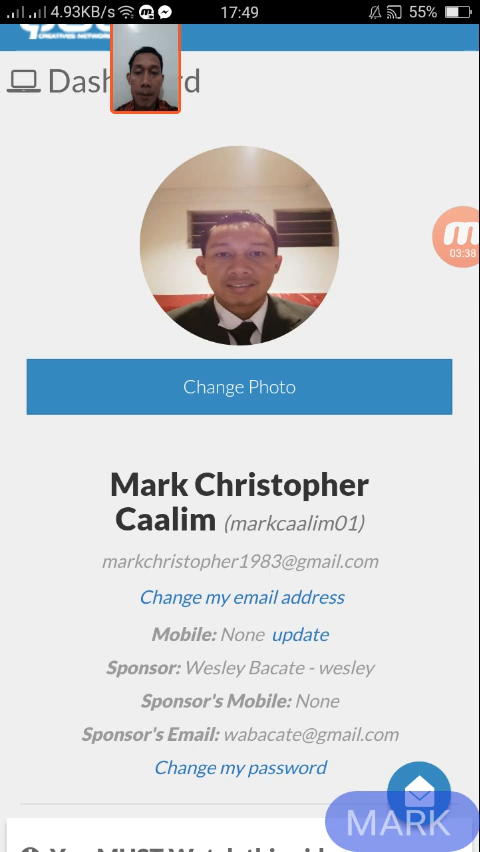 4.93KB/s 17:49 55%
CREATIVES NETWORK
Dash rd
03:38
Change Photo
Mark Christopher
Caalim (markcaalim01)
markchristopher1983@gmail.com
Change my email address
Mobile: None update
Sponsor: Wesley Bacate - wesley
Sponsor's Mobile: None
Sponsor's Email: wabacate@gmail.com
Change my password
MARK
You MUST Watch this